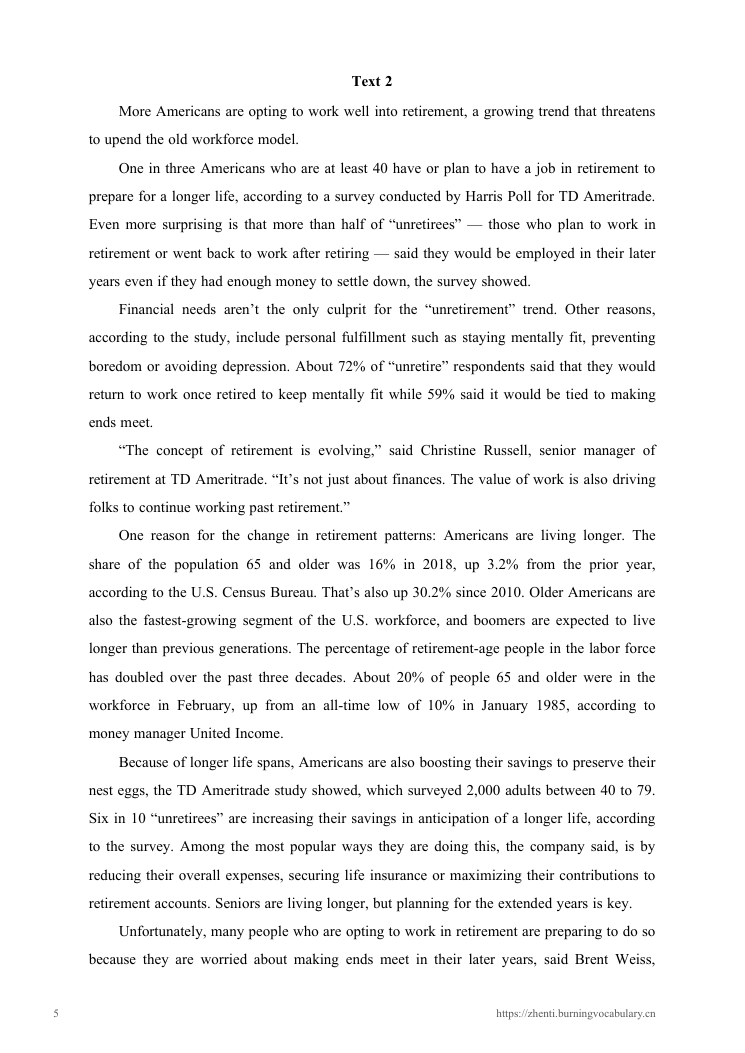 Text 2
More Americans are opting to work well into retirement, a growing trend that threatens
to upend the old workforce model.
One in three Americans who are at least 40 have or plan to have a job in retirement to
prepare for a longer life, according to a survey conducted by Harris Poll for TD Ameritrade.
Even more surprising is that more than half of “unretirees” — those who plan to work in
retirement or went back to work after retiring — said they would be employed in their later
years even if they had enough money to settle down, the survey showed.
Financial needs aren’t the only culprit for the “unretirement” trend. Other reasons,
according to the study, include personal fulfillment such as staying mentally fit, preventing
boredom or avoiding depression. About 72% of “unretire” respondents said that they would
return to work once retired to keep mentally fit while 59% said it would be tied to making
ends meet.
“The concept of retirement is evolving,” said Christine Russell, senior manager of
retirement at TD Ameritrade. “It’s not just about finances. The value of work is also driving
folks to continue working past retirement.”
One reason for the change in retirement patterns: Americans are living longer. The
share of the population 65 and older was 16% in 2018, up 3.2% from the prior year,
according to the U.S. Census Bureau. That’s also up 30.2% since 2010. Older Americans are
also the fastest-growing segment of the U.S. workforce, and boomers are expected to live
longer than previous generations. The percentage of retirement-age people in the labor force
has doubled over the past three decades. About 20% of people 65 and older were in the
workforce in February, up from an all-time low of 10% in January 1985, according to
money manager United Income.
Because of longer life spans, Americans are also boosting their savings to preserve their
nest eggs, the TD Ameritrade study showed, which surveyed 2,000 adults between 40 to 79.
Six in 10 “unretirees” are increasing their savings in anticipation of a longer life, according
to the survey. Among the most popular ways they are doing this, the company said, is by
reducing their overall expenses, securing life insurance or maximizing their contributions to
retirement accounts. Seniors are living longer, but planning for the extended years is key.
Unfortunately, many people who are opting to work in retirement are preparing to do so
because they are worried about making ends meet in their later years, said Brent Weiss,
5
https://zhenti.burningvocabulary.cn